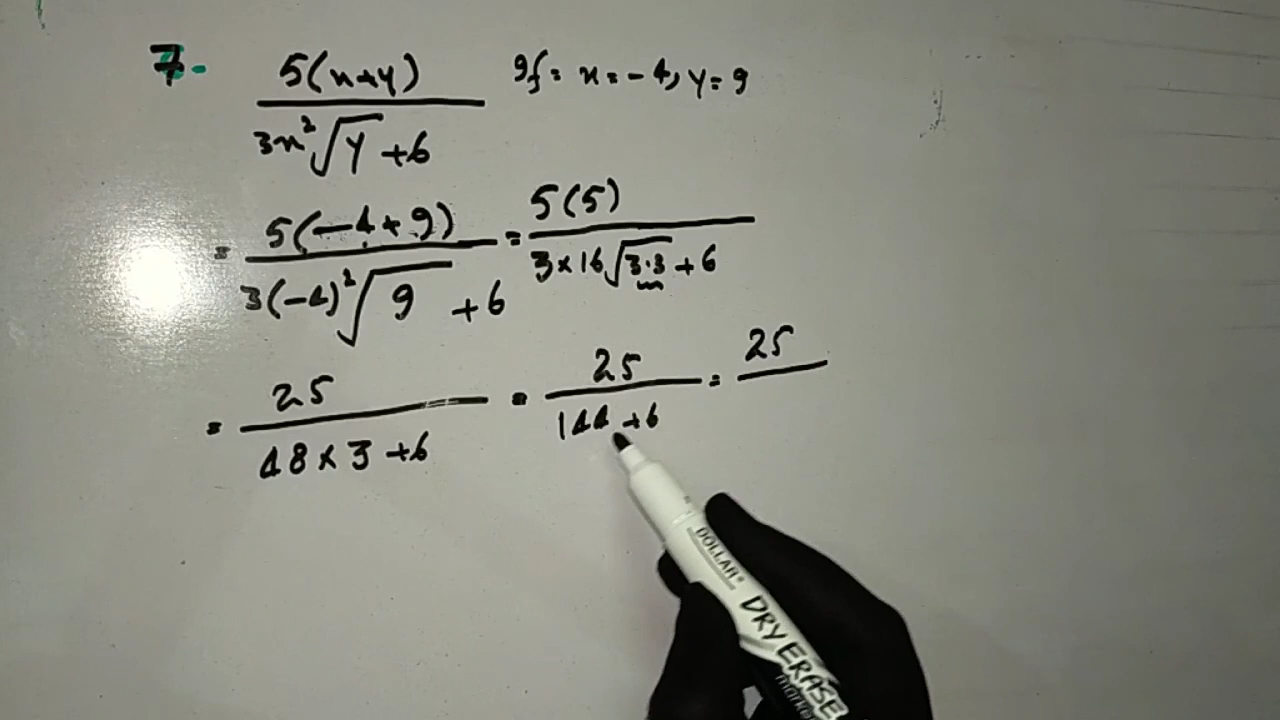 7. 5(x+y) / 3x²√y + 6 If = x = -4, y = 9
= 5(-4+9) / 3(-4)²√9 + 6 = 5(5) / 3×16√3·3 + 6
= 25 / 48×3+6 = 25 / 144+6 = 25
DOLLAR®
DRY ERASE
marker